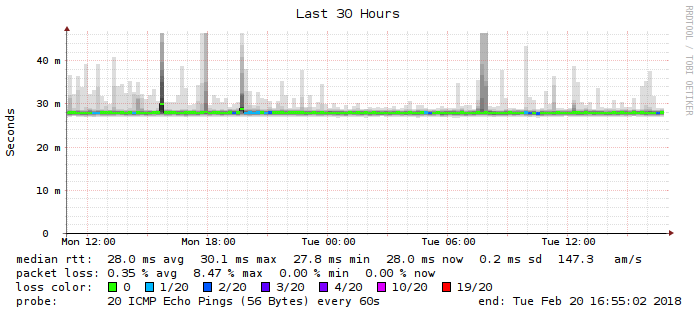 Last 30 Hours
RRDTOOL / TOBI OETIKER
Seconds
40 m
30 m
20 m
10 m
0
Mon 12:00 Mon 18:00 Tue 00:00 Tue 06:00 Tue 12:00
median rtt: 28.0 ms avg 30.1 ms max 27.8 ms min 28.0 ms now 0.2 ms sd 147.3 am/s
packet loss: 0.35 % avg 8.47 % max 0.00 % min 0.00 % now
loss color: 0 1/20 2/20 3/20 4/20 10/20 19/20
probe: 20 ICMP Echo Pings (56 Bytes) every 60s end: Tue Feb 20 16:55:02 2018